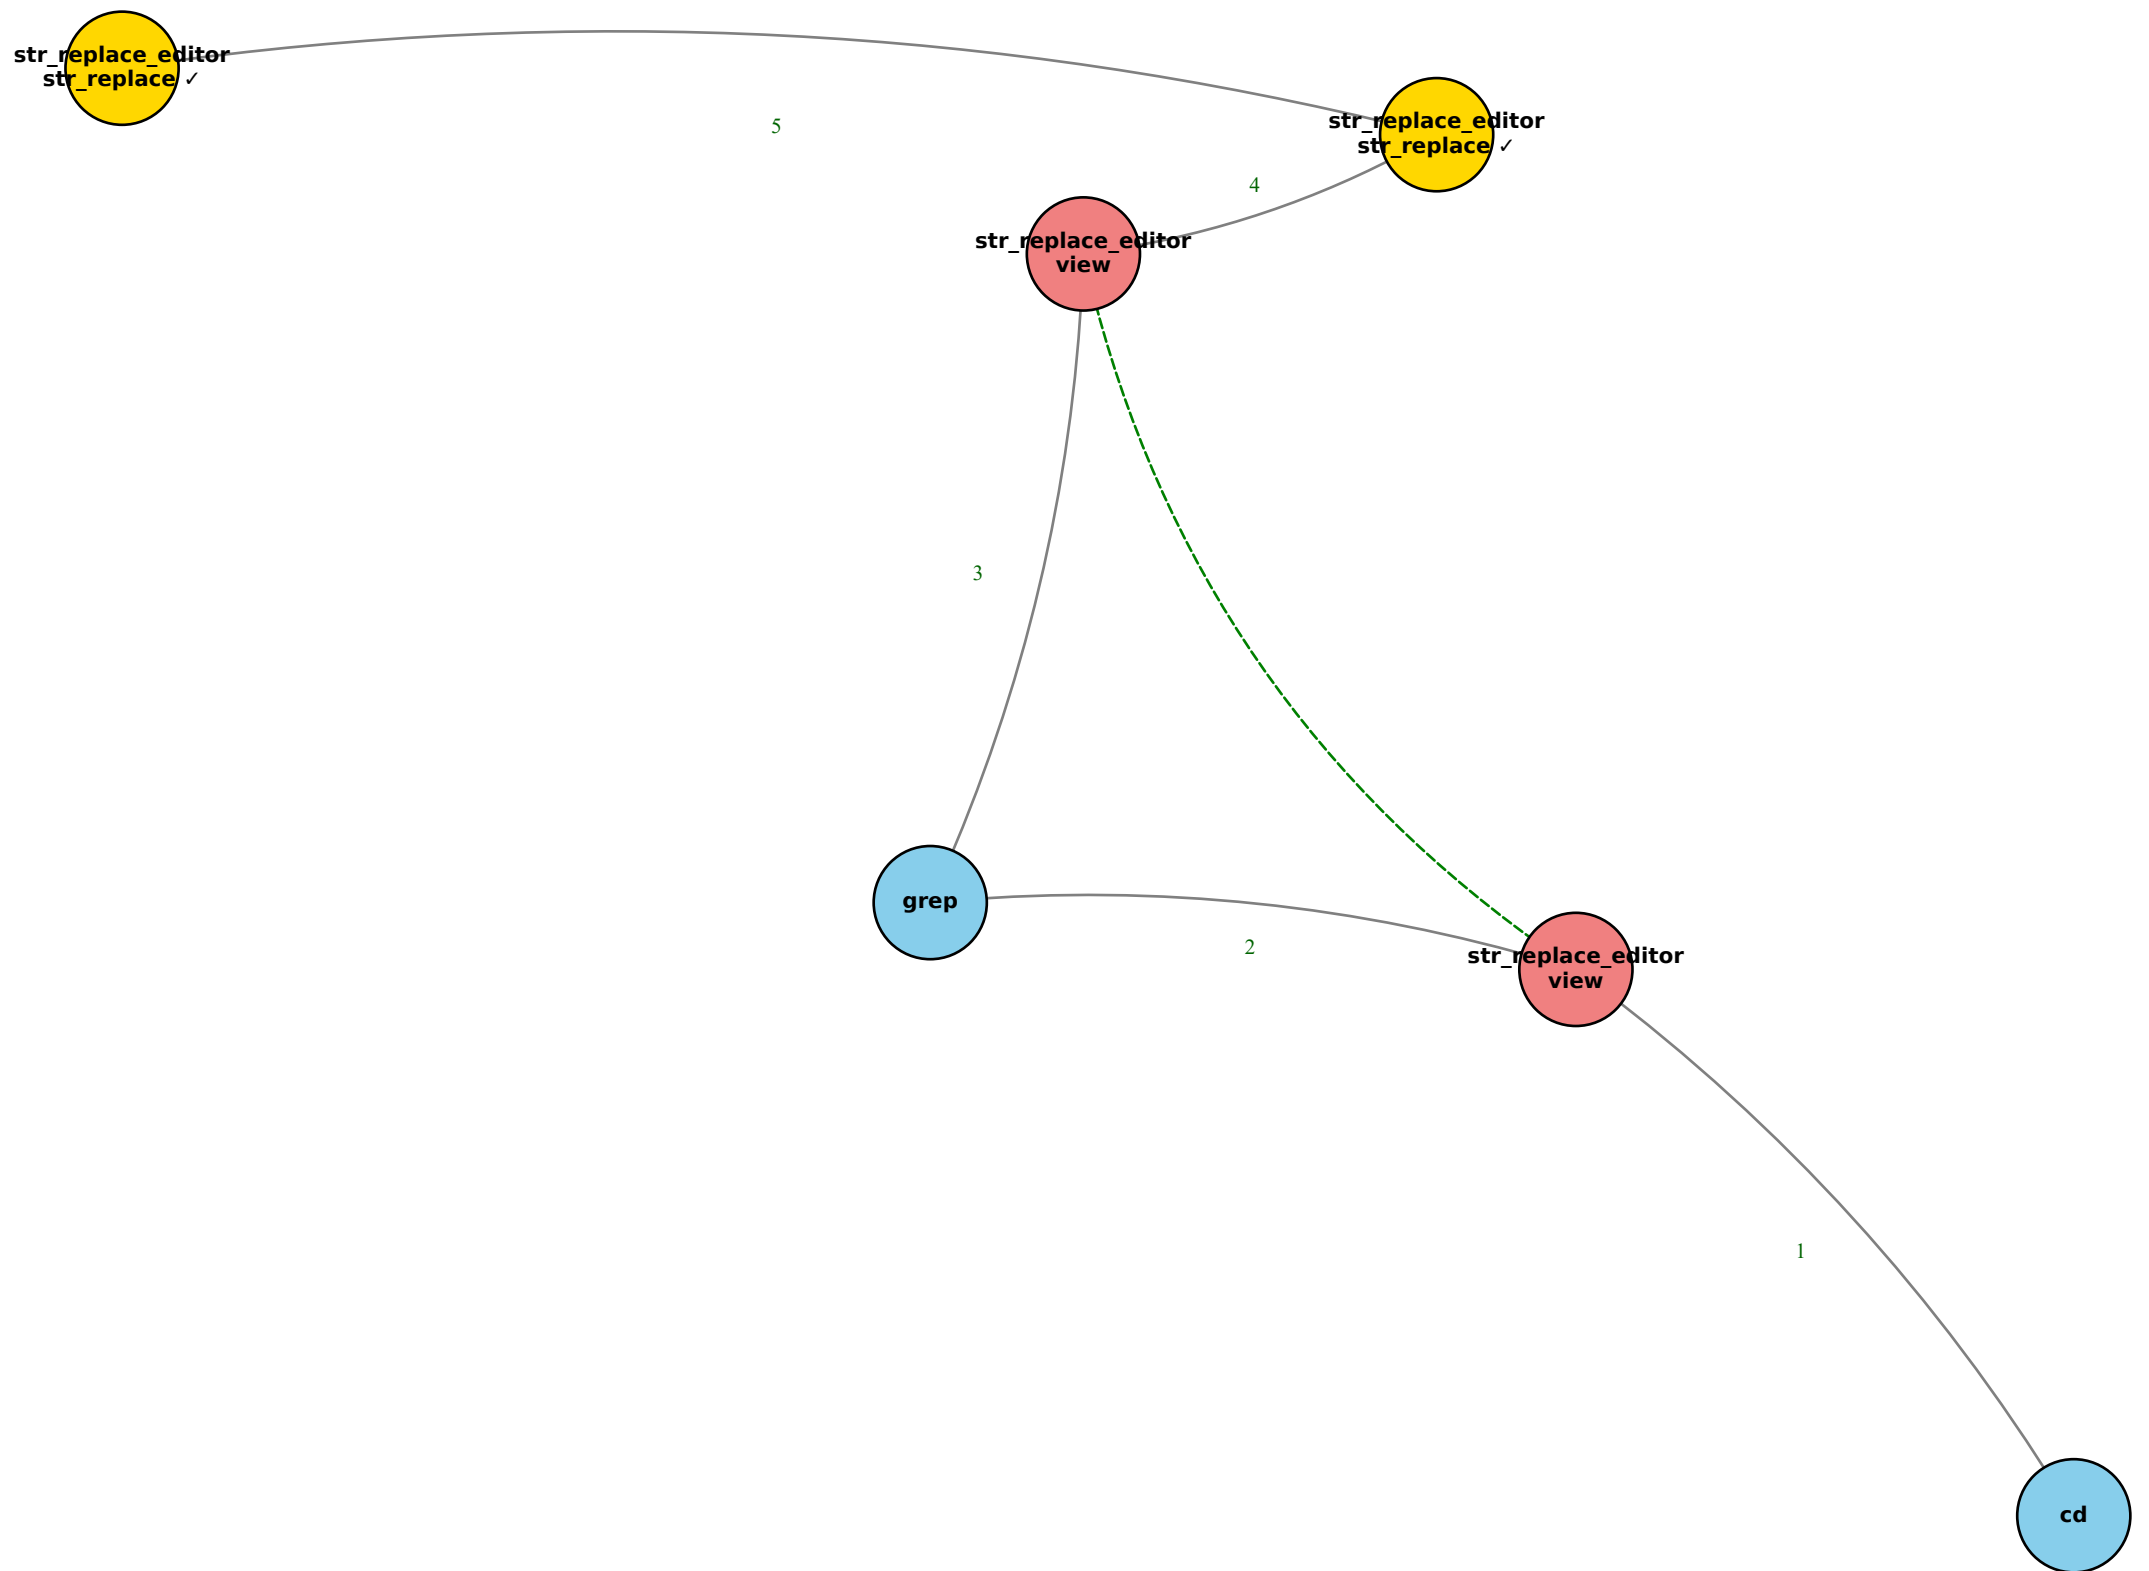 str_replace_editor
str_replace ✓
5
str_replace_editor
str_replace ✓
4
str_replace_editor
view
3
grep
2
str_replace_editor
view
1
cd